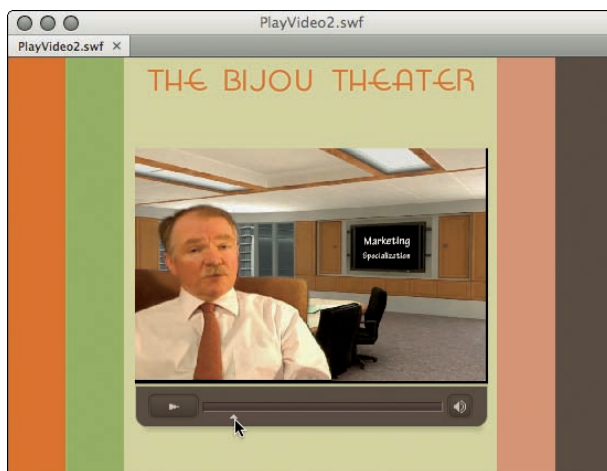 PlayVideo2.swf
PlayVideo2.swf ×
THE BIJOU THEATER
Marketing
Specialization